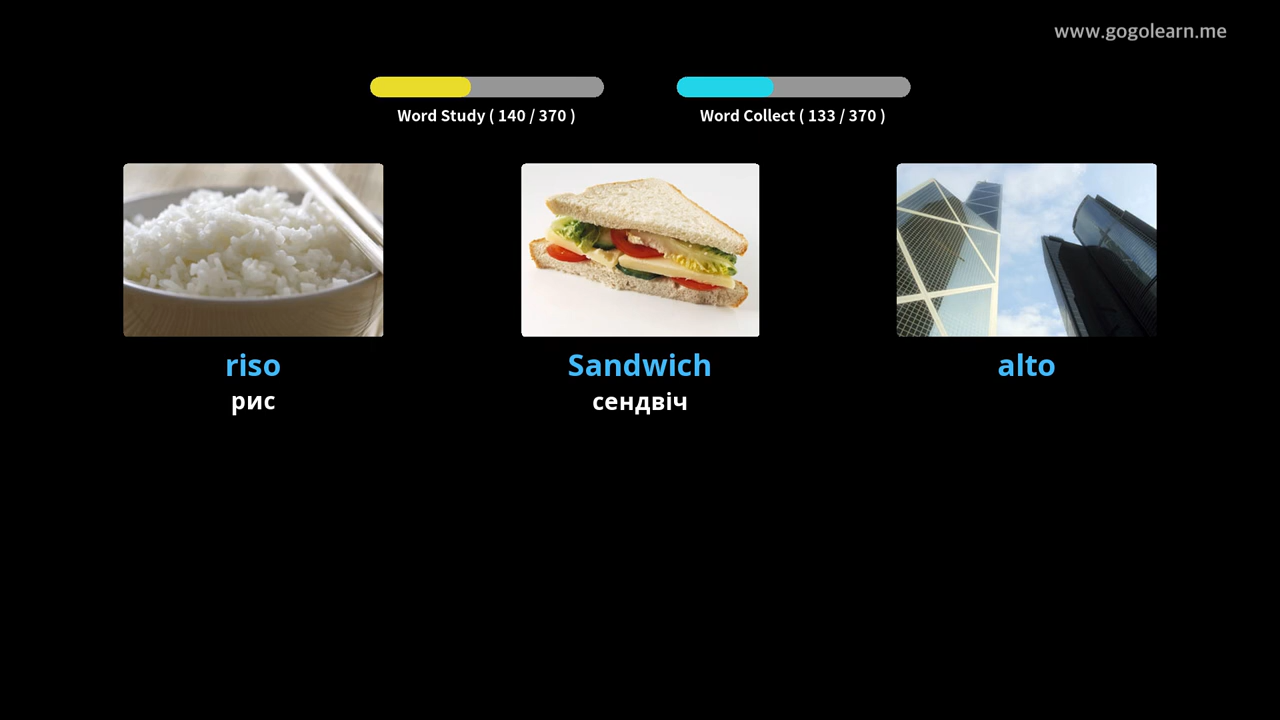 www.gogolearn.me
Word Study ( 140 / 370 )
Word Collect ( 133 / 370 )
riso
Sandwich
alto
рис
сендвіч